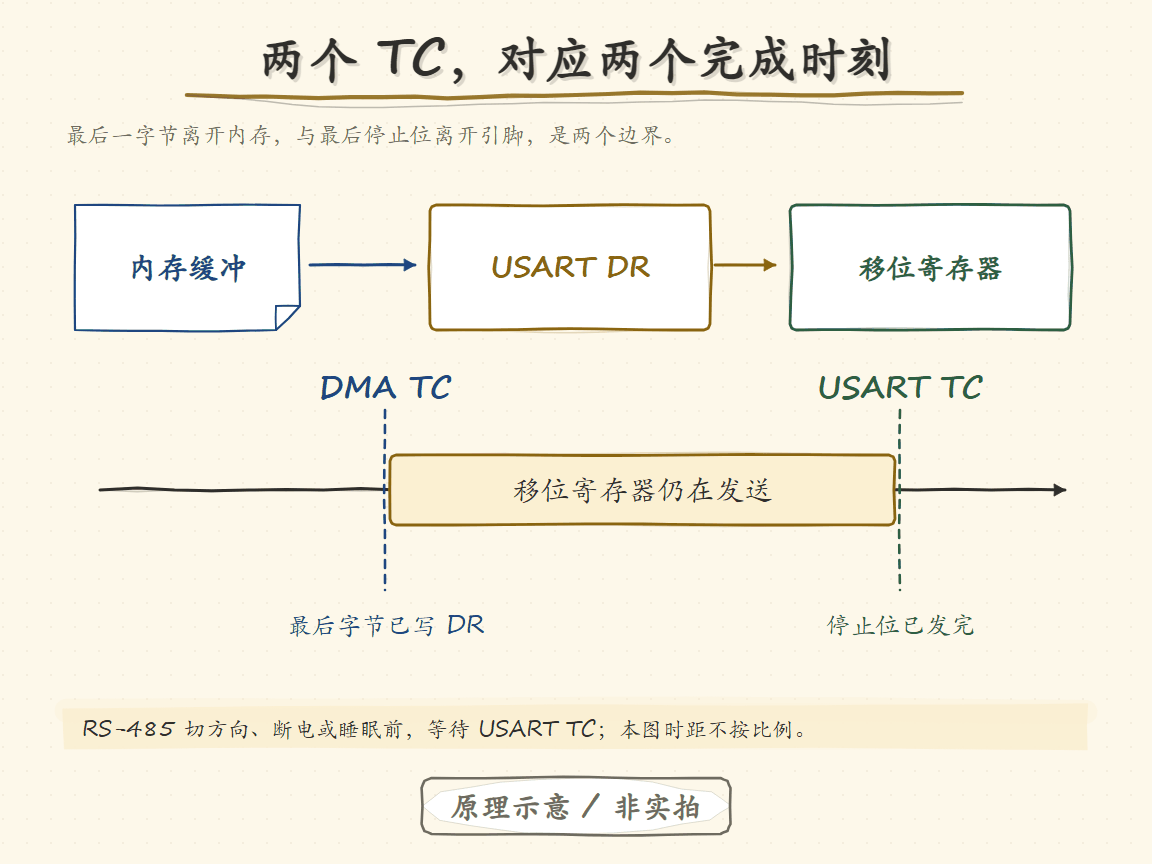 两个 TC，对应两个完成时刻
最后一字节离开内存，与最后停止位离开引脚，是两个边界。
内存缓冲
USART DR
移位寄存器
DMA TC
USART TC
移位寄存器仍在发送
最后字节已写 DR
停止位已发完
RS-485 切方向、断电或睡眠前，等待 USART TC；本图时距不按比例。
原理示意 / 非实拍